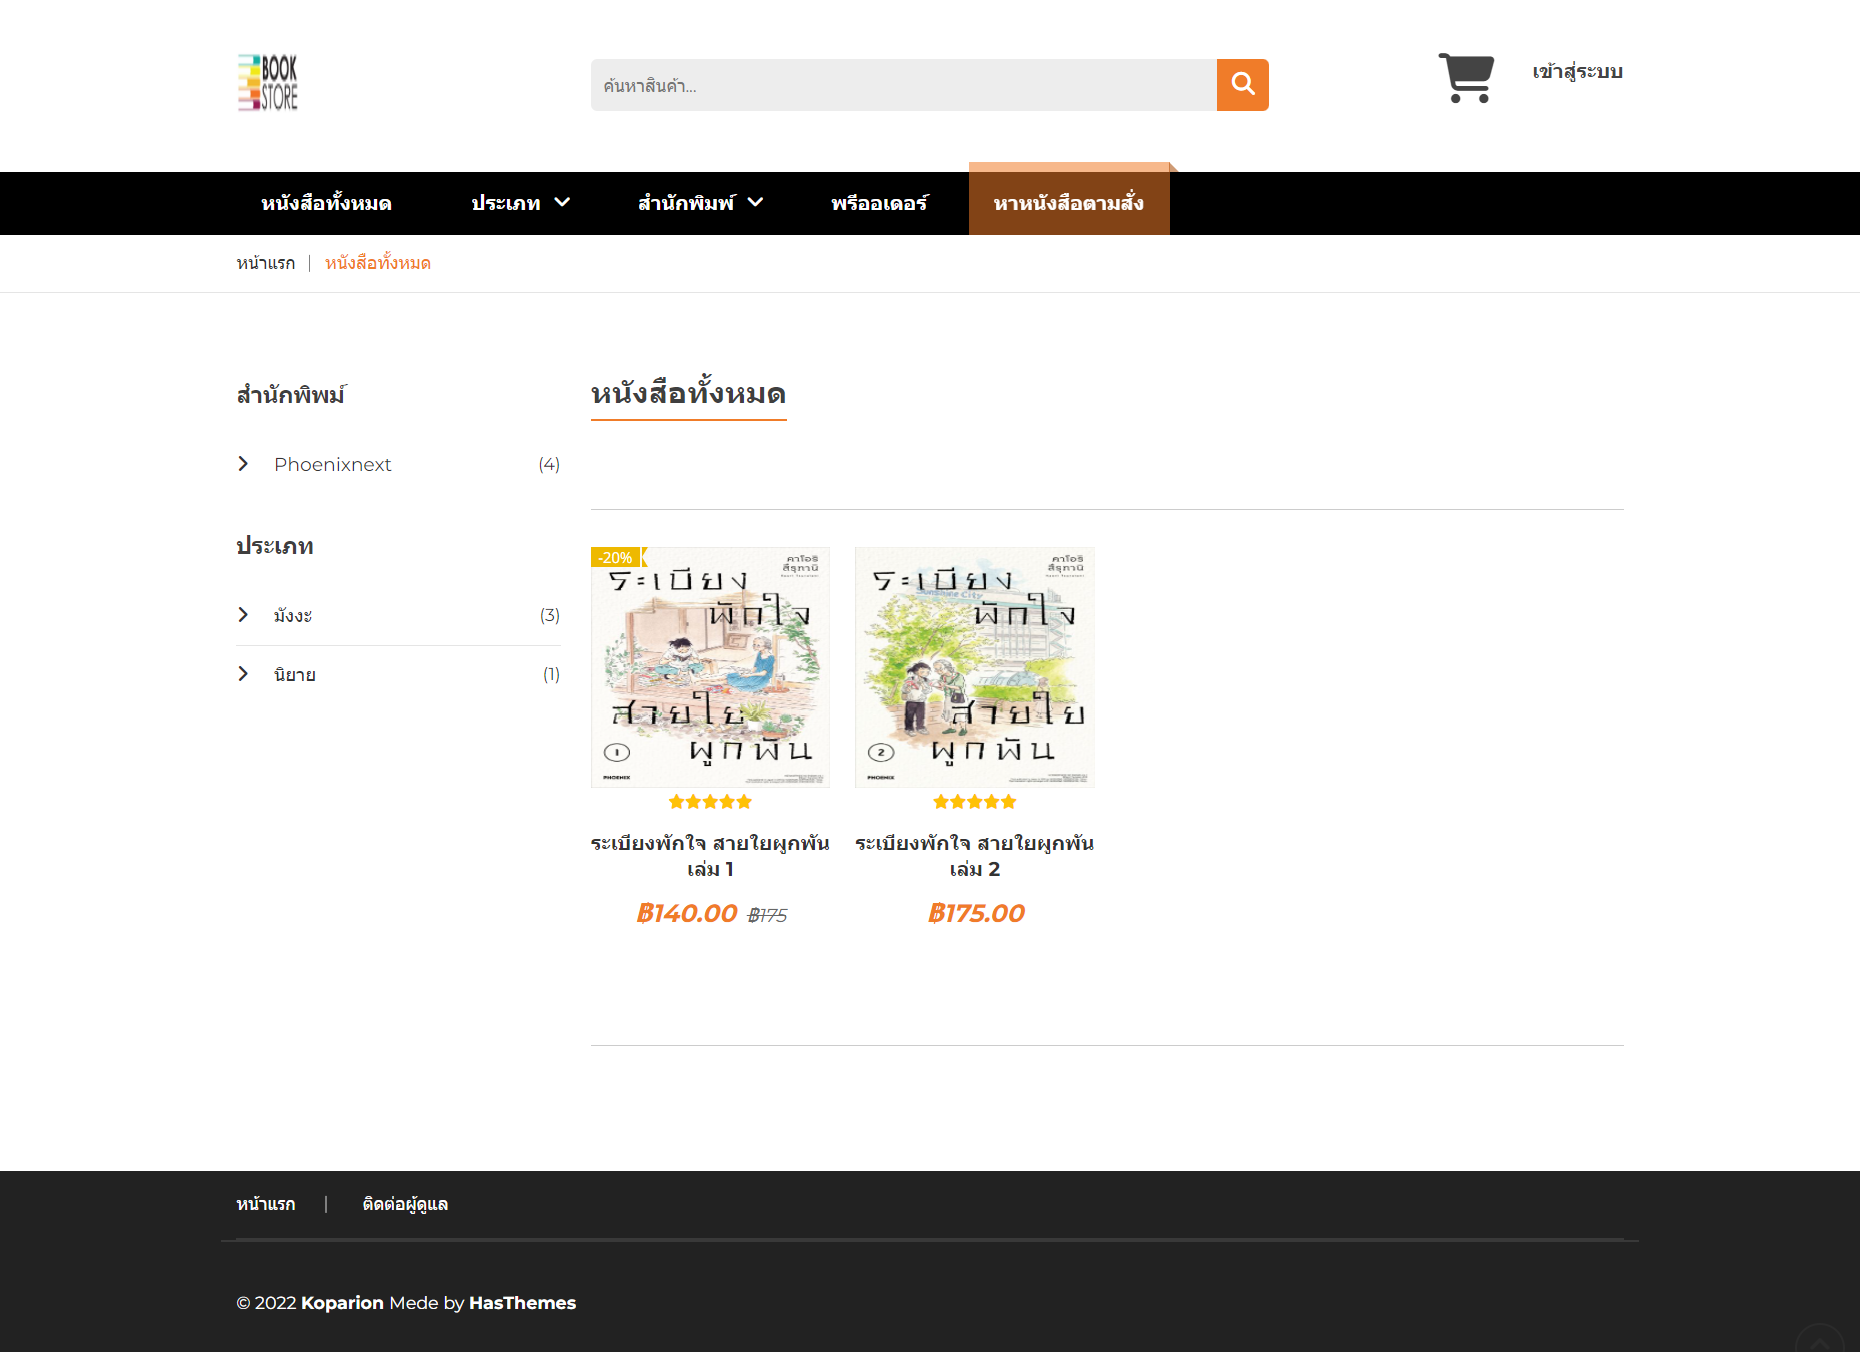 BOOK
STORE
ค้นหาสินค้า...
เข้าสู่ระบบ
หนังสือทั้งหมด
ประเภท
สำนักพิมพ์
พรีออเดอร์
หาหนังสือตามสั่ง
หน้าแรก
หนังสือทั้งหมด
สำนักพิพม์
Phoenixnext (4)
ประเภท
มังงะ (3)
นิยาย (1)
หนังสือทั้งหมด
-20%
คาโอริ
สึรุทานิ
ระเบียง
พักใจ
สายใย
ผูกพัน
1
PHOENIX
คาโอริ
สึรุทานิ
ระเบียง
Sunshine City
พักใจ
สายใย
ผูกพัน
2
PHOENIX
ระเบียงพักใจ สายใยผูกพัน
เล่ม 1
฿140.00 ฿175
ระเบียงพักใจ สายใยผูกพัน
เล่ม 2
฿175.00
หน้าแรก
ติดต่อผู้ดูแล
© 2022 Koparion Mede by HasThemes